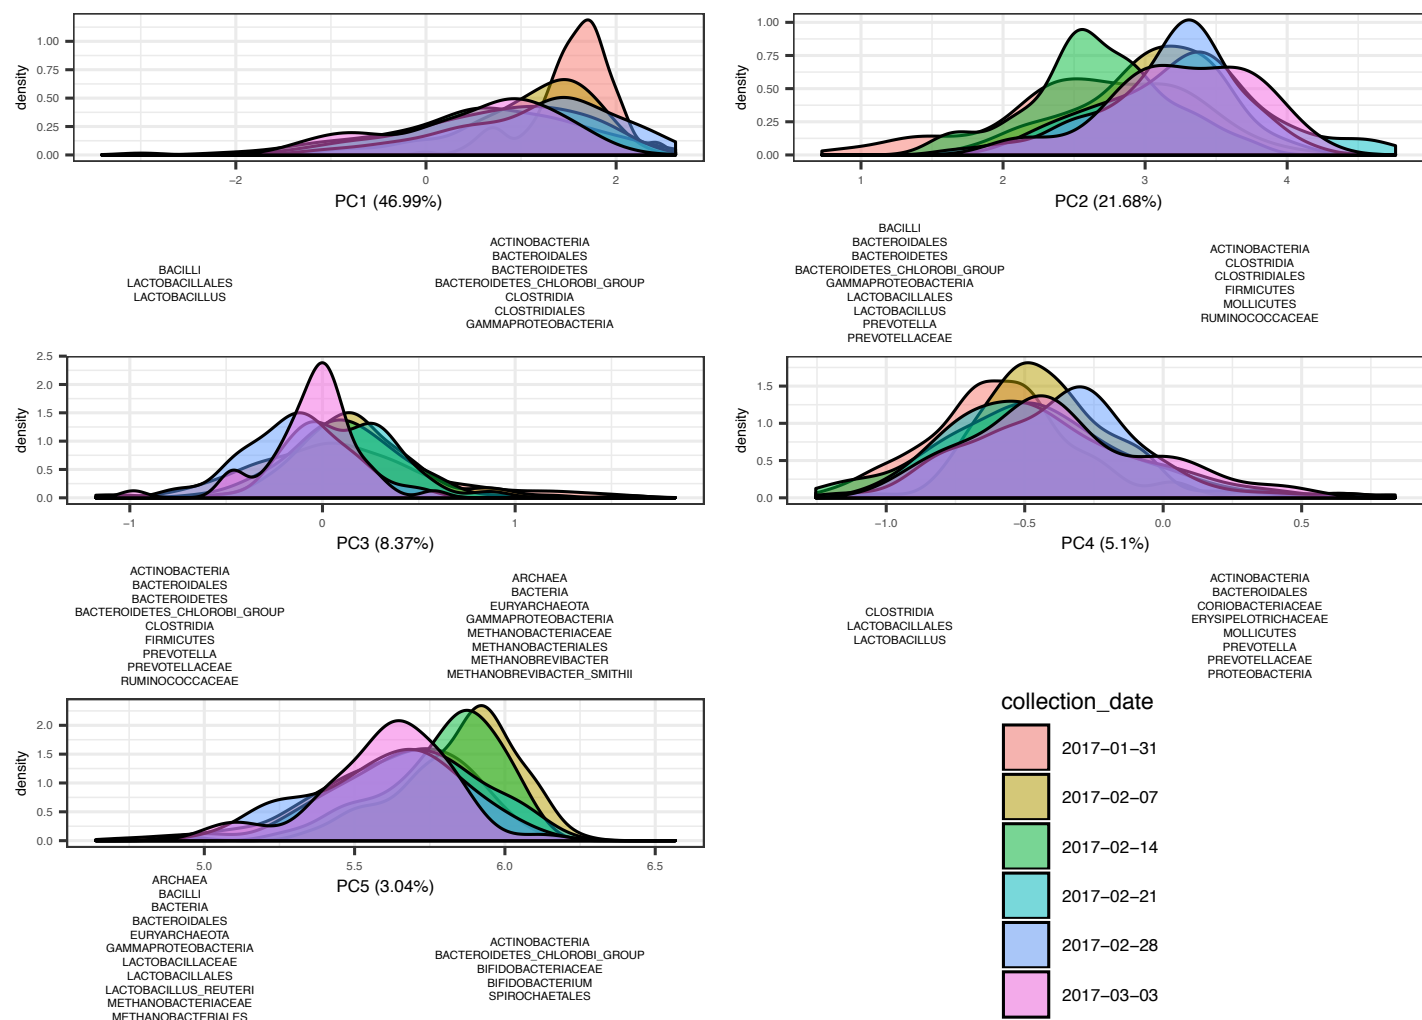 density
1.00
0.75
0.50
0.25
0.00
−2
0
2
PC1 (46.99%)
BACILLI
LACTOBACILLALES
LACTOBACILLUS
ACTINOBACTERIA
BACTEROIDALES
BACTEROIDETES
BACTEROIDETES_CHLOROBI_GROUP
CLOSTRIDIA
CLOSTRIDIALES
GAMMAPROTEOBACTERIA
density
1.00
0.75
0.50
0.25
0.00
1
2
3
4
PC2 (21.68%)
BACILLI
BACTEROIDALES
BACTEROIDETES
BACTEROIDETES_CHLOROBI_GROUP
GAMMAPROTEOBACTERIA
LACTOBACILLALES
LACTOBACILLUS
PREVOTELLA
PREVOTELLACEAE
ACTINOBACTERIA
CLOSTRIDIA
CLOSTRIDIALES
FIRMICUTES
MOLLICUTES
RUMINOCOCCACEAE
density
2.5
2.0
1.5
1.0
0.5
0.0
−1
0
1
PC3 (8.37%)
ACTINOBACTERIA
BACTEROIDALES
BACTEROIDETES
BACTEROIDETES_CHLOROBI_GROUP
CLOSTRIDIA
FIRMICUTES
PREVOTELLA
PREVOTELLACEAE
RUMINOCOCCACEAE
ARCHAEA
BACTERIA
EURYARCHAEOTA
GAMMAPROTEOBACTERIA
METHANOBACTERIACEAE
METHANOBACTERIALES
METHANOBREVIBACTER
METHANOBREVIBACTER_SMITHII
density
1.5
1.0
0.5
0.0
−1.0
−0.5
0.0
0.5
PC4 (5.1%)
CLOSTRIDIA
LACTOBACILLALES
LACTOBACILLUS
ACTINOBACTERIA
BACTEROIDALES
CORIOBACTERIACEAE
ERYSIPELOTRICHACEAE
MOLLICUTES
PREVOTELLA
PREVOTELLACEAE
PROTEOBACTERIA
density
2.0
1.5
1.0
0.5
0.0
5.0
5.5
6.0
6.5
PC5 (3.04%)
ARCHAEA
BACILLI
BACTERIA
BACTEROIDALES
EURYARCHAEOTA
GAMMAPROTEOBACTERIA
LACTOBACILLACEAE
LACTOBACILLALES
LACTOBACILLUS_REUTERI
METHANOBACTERIACEAE
METHANOBACTERIALES
ACTINOBACTERIA
BACTEROIDETES_CHLOROBI_GROUP
BIFIDOBACTERIACEAE
BIFIDOBACTERIUM
SPIROCHAETALES
collection_date
2017−01−31
2017−02−07
2017−02−14
2017−02−21
2017−02−28
2017−03−03